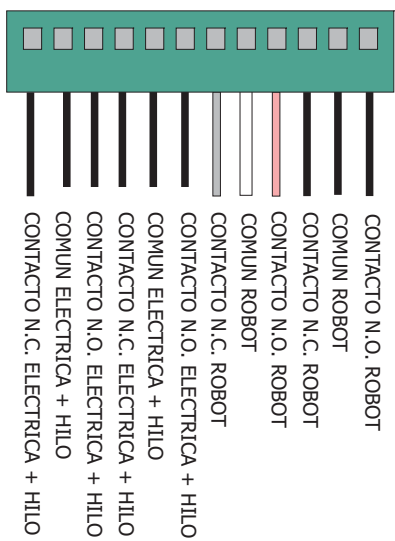 CONTACTO N.C. ELECTRICA + HILO
COMUN ELECTRICA + HILO
CONTACTO N.O. ELECTRICA + HILO
CONTACTO N.C. ELECTRICA + HILO
COMUN ELECTRICA + HILO
CONTACTO N.O. ELECTRICA + HILO
CONTACTO N.C. ROBOT
COMUN ROBOT
CONTACTO N.O. ROBOT
CONTACTO N.C. ROBOT
COMUN ROBOT
CONTACTO N.O. ROBOT